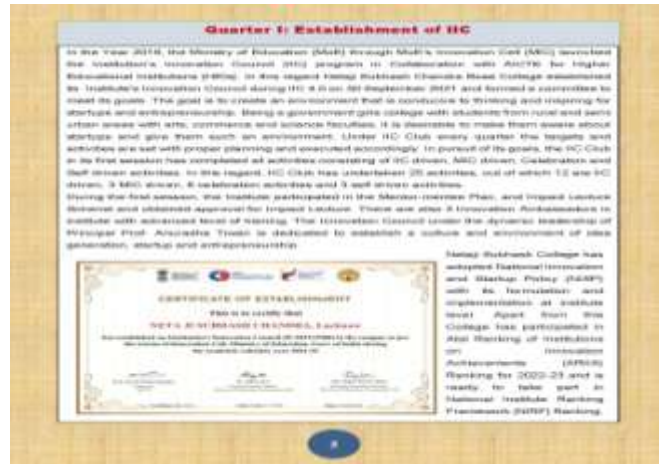 Quarter I: Establishment of IIC
In the Year 2018, the Ministry of Education (MoE) through MoE's Innovation Cell (MIC) launched
the Institution's Innovation Council (IIC) program in Collaboration with AICTE for Higher
Educational Institutions (HEIs). In this regard Netaji Subhash Chandra Bose College established
its Institute's Innovation Council during IIC 4.0 on 30 September 2021 and formed a committee to
meet its goals. The goal is to create an environment that is conducive to thinking and inspiring for
startups and entrepreneurship. Being a government girls college with students from rural and semi
urban areas with arts, commerce and science faculties, it is desirable to make them aware about
startups and give them such an environment. Under IIC Club every quarter the targets and
activities are set with proper planning and executed accordingly. In pursuit of its goals, the IIC Club
in its first session has completed all activities consisting of IIC driven, MIC driven, Celebration and
Self driven activities. In this regard, IIC Club has undertaken activities, out of which 12 are IIC
driven, 3 MIC driven, celebration activities and 3 self driven activities.
During the first session, the institute participated in the Mentor-mentee Plan, and Impact Lecture
Scheme and obtained approval for Impact Lecture. There are also Innovation Ambassadors in
institute with advanced level of training. The Innovation Council under the dynamic leadership of
Principal Prof. Anuradha is dedicated to establish a culture and environment of idea
generation, startup and entrepreneurship
Netaji Subhash College has
adopted National Innovation
and Startup Policy (NISP)
with its formulation and
implementation at institute
level. Apart from this
College has participated in
Atal Ranking of Institutions
on Innovation
Achievements (ARIIA)
Ranking for 2022-23 and is
ready to take part in
National Institute Ranking
Framework (NIRF) Ranking.
CERTIFICATE OF ESTABLISHMENT
This is to certify that